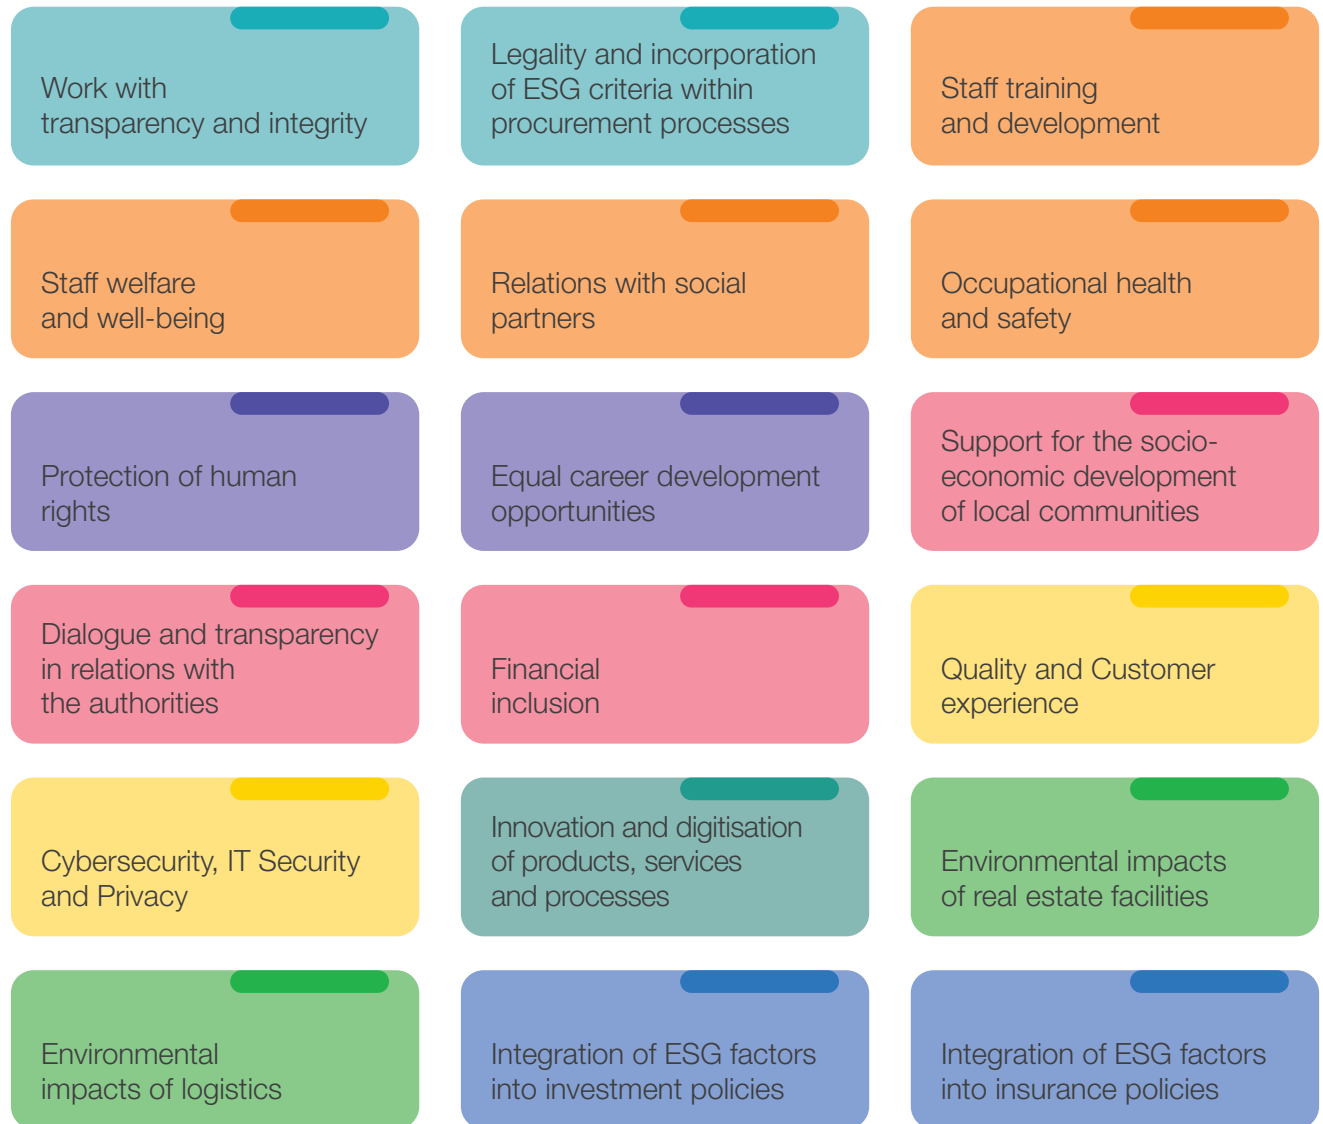 Work with
transparency and integrity
Legality and incorporation
of ESG criteria within
procurement processes
Staff training
and development
Staff welfare
and well-being
Relations with social
partners
Occupational health
and safety
Protection of human
rights
Equal career development
opportunities
Support for the socio-
economic development
of local communities
Dialogue and transparency
in relations with
the authorities
Financial
inclusion
Quality and Customer
experience
Cybersecurity, IT Security
and Privacy
Innovation and digitisation
of products, services
and processes
Environmental impacts
of real estate facilities
Environmental
impacts of logistics
Integration of ESG factors
into investment policies
Integration of ESG factors
into insurance policies